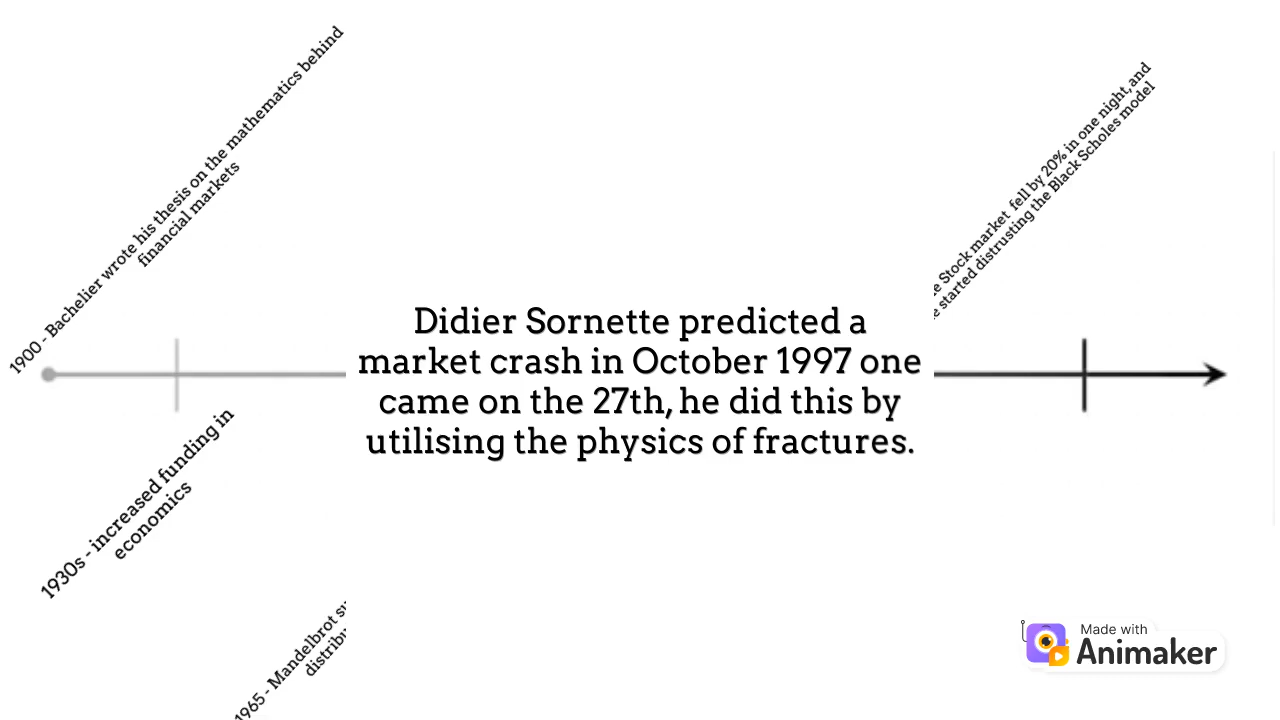 1900 - Bachelier wrote his thesis on the mathematics behind
financial markets
Stock market fell by 20% in one night, and
started distrusting the Black Scholes model
Didier Sornette predicted a
market crash in October 1997 one
came on the 27th, he did this by
utilising the physics of fractures.
1930s - increased funding in
economics
1965 - Mandelbrot
Made with
Animaker